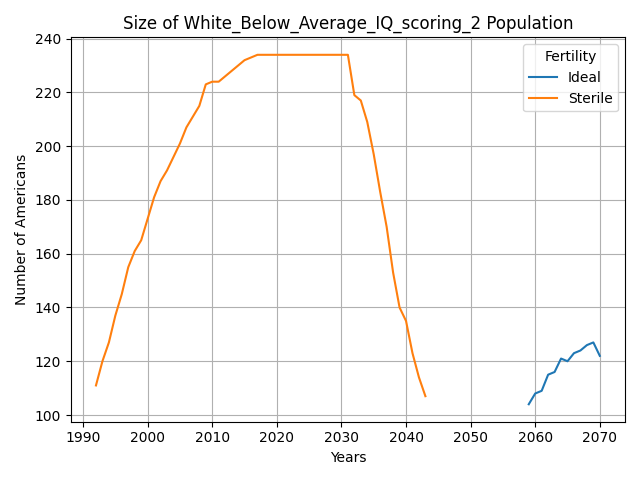 Size of White_Below_Average_IQ_scoring_2 Population
Fertility
Ideal
Sterile
Number of Americans
240
220
200
180
160
140
120
100
1990 2000 2010 2020 2030 2040 2050 2060 2070
Years